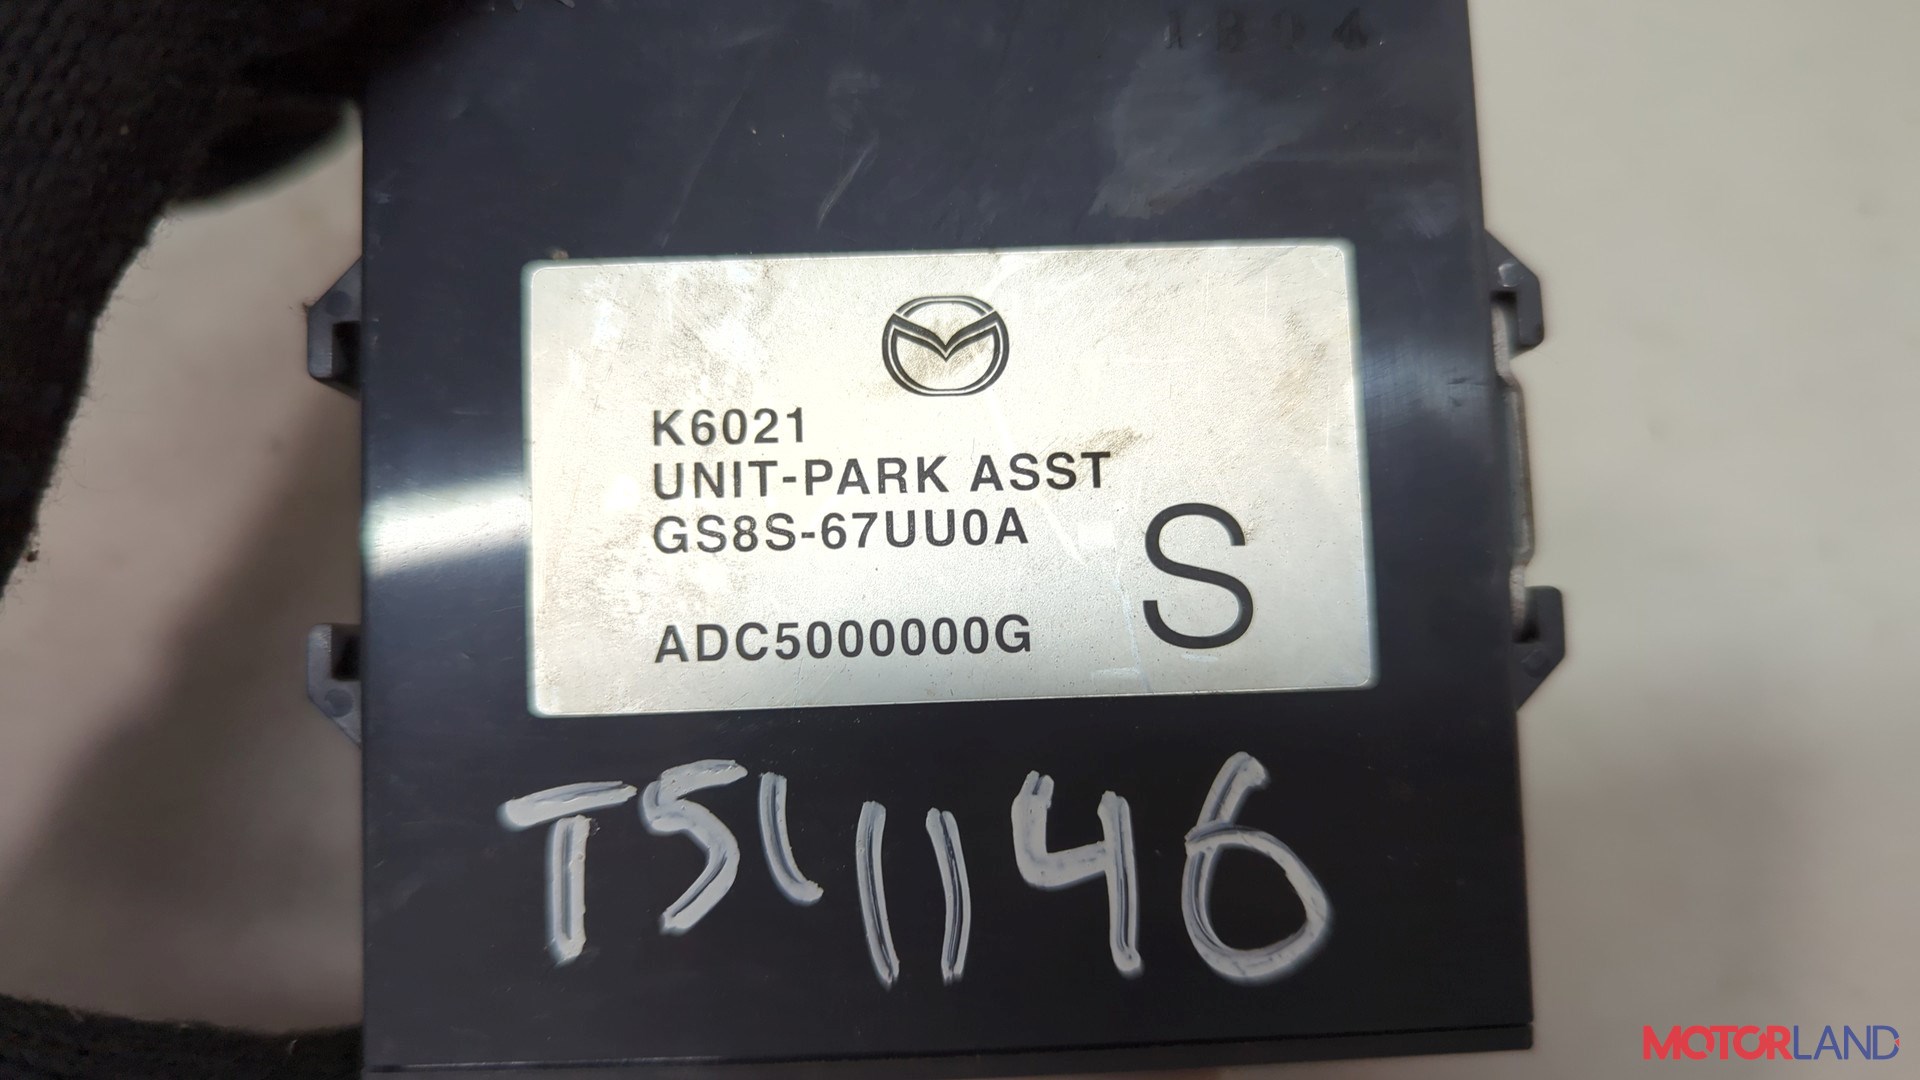 K6021
UNIT-PARK ASST
GS8S-67UU0A
S
ADC5000000G
T511146
MOTORLAND